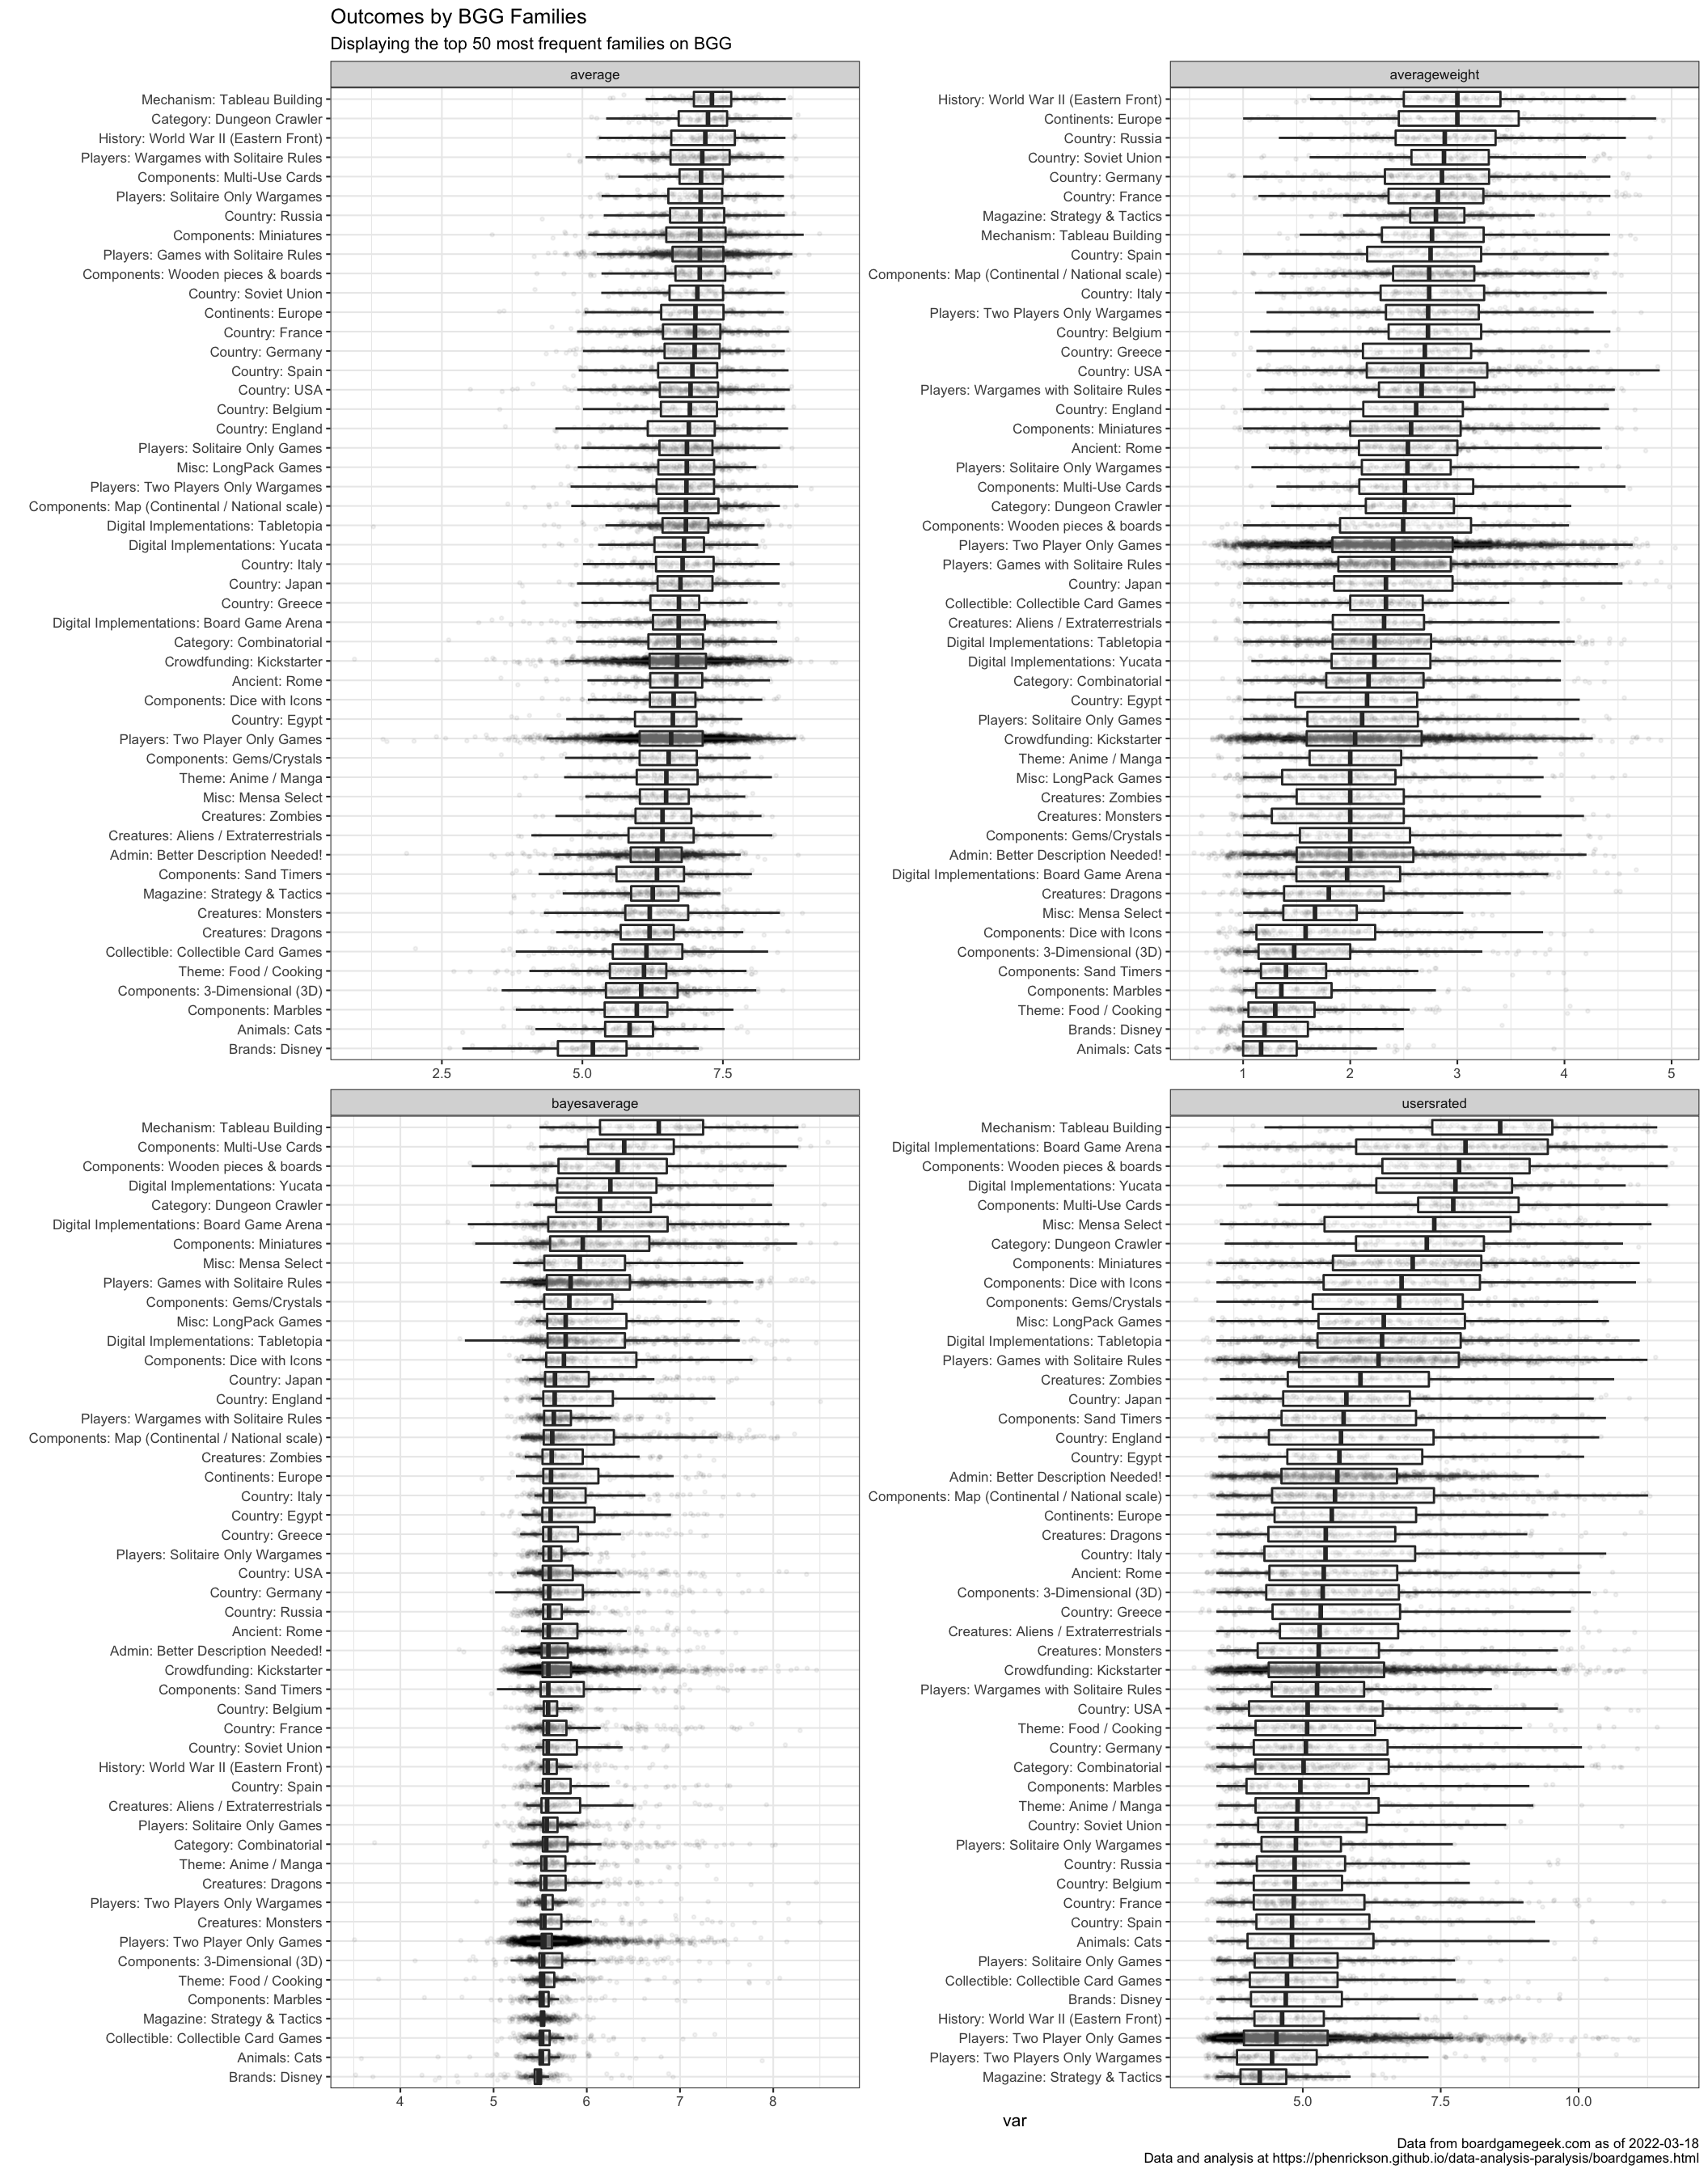 Outcomes by BGG Families
Displaying the top 50 most frequent families on BGG
average
Mechanism: Tableau Building
Category: Dungeon Crawler
History: World War II (Eastern Front)
Players: Wargames with Solitaire Rules
Components: Multi-Use Cards
Players: Solitaire Only Wargames
Country: Russia
Components: Miniatures
Players: Games with Solitaire Rules
Components: Wooden pieces & boards
Country: Soviet Union
Continents: Europe
Country: France
Country: Germany
Country: Spain
Country: USA
Country: Belgium
Country: England
Players: Solitaire Only Games
Misc: LongPack Games
Players: Two Players Only Wargames
Components: Map (Continental / National scale)
Digital Implementations: Tabletopia
Digital Implementations: Yucata
Country: Italy
Country: Japan
Country: Greece
Digital Implementations: Board Game Arena
Category: Combinatorial
Crowdfunding: Kickstarter
Ancient: Rome
Components: Dice with Icons
Country: Egypt
Players: Two Player Only Games
Components: Gems/Crystals
Theme: Anime / Manga
Misc: Mensa Select
Creatures: Zombies
Creatures: Aliens / Extraterrestrials
Admin: Better Description Needed!
Components: Sand Timers
Magazine: Strategy & Tactics
Creatures: Monsters
Creatures: Dragons
Collectible: Collectible Card Games
Theme: Food / Cooking
Components: 3-Dimensional (3D)
Components: Marbles
Animals: Cats
Brands: Disney
2.5 5.0 7.5
averageweight
History: World War II (Eastern Front)
Continents: Europe
Country: Russia
Country: Soviet Union
Country: Germany
Country: France
Magazine: Strategy & Tactics
Mechanism: Tableau Building
Country: Spain
Components: Map (Continental / National scale)
Country: Italy
Players: Two Players Only Wargames
Country: Belgium
Country: Greece
Country: USA
Players: Wargames with Solitaire Rules
Country: England
Components: Miniatures
Ancient: Rome
Players: Solitaire Only Wargames
Components: Multi-Use Cards
Category: Dungeon Crawler
Components: Wooden pieces & boards
Players: Two Player Only Games
Players: Games with Solitaire Rules
Country: Japan
Collectible: Collectible Card Games
Creatures: Aliens / Extraterrestrials
Digital Implementations: Tabletopia
Digital Implementations: Yucata
Category: Combinatorial
Country: Egypt
Players: Solitaire Only Games
Crowdfunding: Kickstarter
Theme: Anime / Manga
Misc: LongPack Games
Creatures: Zombies
Creatures: Monsters
Components: Gems/Crystals
Admin: Better Description Needed!
Digital Implementations: Board Game Arena
Creatures: Dragons
Misc: Mensa Select
Components: Dice with Icons
Components: 3-Dimensional (3D)
Components: Sand Timers
Components: Marbles
Theme: Food / Cooking
Brands: Disney
Animals: Cats
1 2 3 4 5
bayesaverage
Mechanism: Tableau Building
Components: Multi-Use Cards
Components: Wooden pieces & boards
Digital Implementations: Yucata
Category: Dungeon Crawler
Digital Implementations: Board Game Arena
Components: Miniatures
Misc: Mensa Select
Players: Games with Solitaire Rules
Components: Gems/Crystals
Misc: LongPack Games
Digital Implementations: Tabletopia
Components: Dice with Icons
Country: Japan
Country: England
Players: Wargames with Solitaire Rules
Components: Map (Continental / National scale)
Creatures: Zombies
Continents: Europe
Country: Italy
Country: Egypt
Country: Greece
Players: Solitaire Only Wargames
Country: USA
Country: Germany
Country: Russia
Ancient: Rome
Admin: Better Description Needed!
Crowdfunding: Kickstarter
Components: Sand Timers
Country: Belgium
Country: France
Country: Soviet Union
History: World War II (Eastern Front)
Country: Spain
Creatures: Aliens / Extraterrestrials
Players: Solitaire Only Games
Category: Combinatorial
Theme: Anime / Manga
Creatures: Dragons
Players: Two Players Only Wargames
Creatures: Monsters
Players: Two Player Only Games
Components: 3-Dimensional (3D)
Theme: Food / Cooking
Components: Marbles
Magazine: Strategy & Tactics
Collectible: Collectible Card Games
Animals: Cats
Brands: Disney
4 5 6 7 8
usersrated
Mechanism: Tableau Building
Digital Implementations: Board Game Arena
Components: Wooden pieces & boards
Digital Implementations: Yucata
Components: Multi-Use Cards
Misc: Mensa Select
Category: Dungeon Crawler
Components: Miniatures
Components: Dice with Icons
Components: Gems/Crystals
Misc: LongPack Games
Digital Implementations: Tabletopia
Players: Games with Solitaire Rules
Creatures: Zombies
Country: Japan
Components: Sand Timers
Country: England
Country: Egypt
Admin: Better Description Needed!
Components: Map (Continental / National scale)
Continents: Europe
Creatures: Dragons
Country: Italy
Ancient: Rome
Components: 3-Dimensional (3D)
Country: Greece
Creatures: Aliens / Extraterrestrials
Creatures: Monsters
Crowdfunding: Kickstarter
Players: Wargames with Solitaire Rules
Country: USA
Theme: Food / Cooking
Country: Germany
Category: Combinatorial
Components: Marbles
Theme: Anime / Manga
Country: Soviet Union
Players: Solitaire Only Wargames
Country: Russia
Country: Belgium
Country: France
Country: Spain
Animals: Cats
Players: Solitaire Only Games
Collectible: Collectible Card Games
Brands: Disney
History: World War II (Eastern Front)
Players: Two Player Only Games
Players: Two Players Only Wargames
Magazine: Strategy & Tactics
5.0 7.5 10.0
var
Data from boardgamegeek.com as of 2022-03-18
Data and analysis at https://phenrickson.github.io/data-analysis-paralysis/boardgames.html